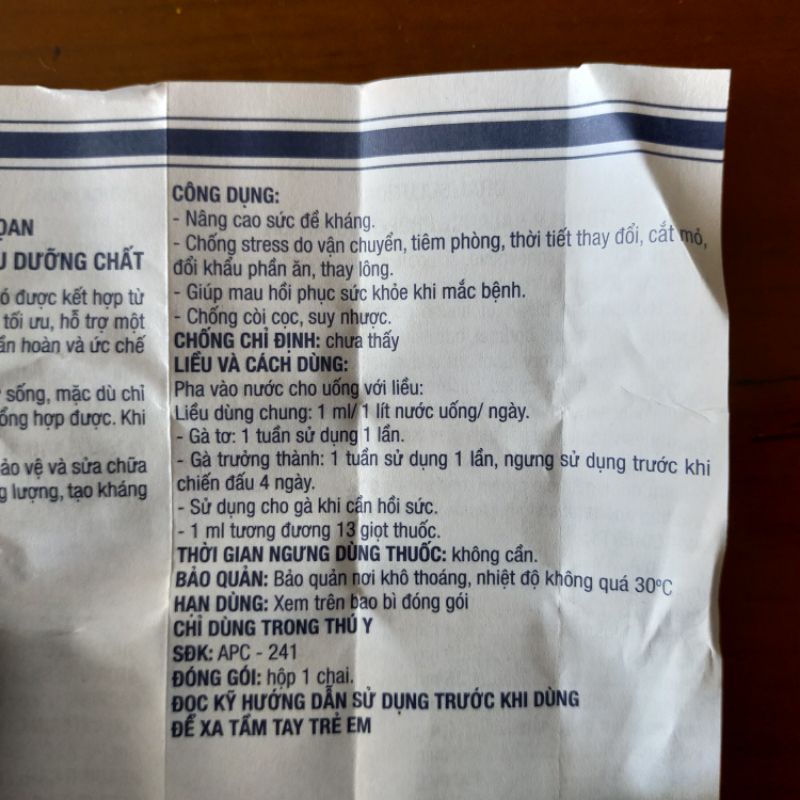 DƯỠNG CHẤT
ó được kết hợp từ
tối ưu, hỗ trợ một
ần hoàn và ức chế
sống, mặc dù chỉ
ổng hợp được. Khi
ảo vệ và sửa chữa
g lượng, tạo kháng
CÔNG DỤNG:
- Nâng cao sức đề kháng.
- Chống stress do vận chuyển, tiêm phòng, thời tiết thay đổi, cắt mỏ,
đổi khẩu phần ăn, thay lông.
- Giúp mau hồi phục sức khỏe khi mắc bệnh.
- Chống còi cọc, suy nhược.
CHỐNG CHỈ ĐỊNH: chưa thấy
LIỀU VÀ CÁCH DÙNG:
Pha vào nước cho uống với liều:
Liều dùng chung: 1 ml/ 1 lít nước uống/ ngày.
- Gà tơ: 1 tuần sử dụng 1 lần.
- Gà trưởng thành: 1 tuần sử dụng 1 lần, ngưng sử dụng trước khi
chiến đấu 4 ngày.
- Sử dụng cho gà khi cần hồi sức.
- 1 ml tương đương 13 giọt thuốc.
THỜI GIAN NGƯNG DÙNG THUỐC: không cần.
BẢO QUẢN: Bảo quản nơi khô thoáng, nhiệt độ không quá 30ºC
HẠN DÙNG: Xem trên bao bì đóng gói
CHỈ DÙNG TRONG THÚ Y
SĐK: APC - 241
ĐÓNG GÓI: hộp 1 chai.
ĐỌC KỸ HƯỚNG DẪN SỬ DỤNG TRƯỚC KHI DÙNG
ĐỂ XA TẦM TAY TRẺ EM